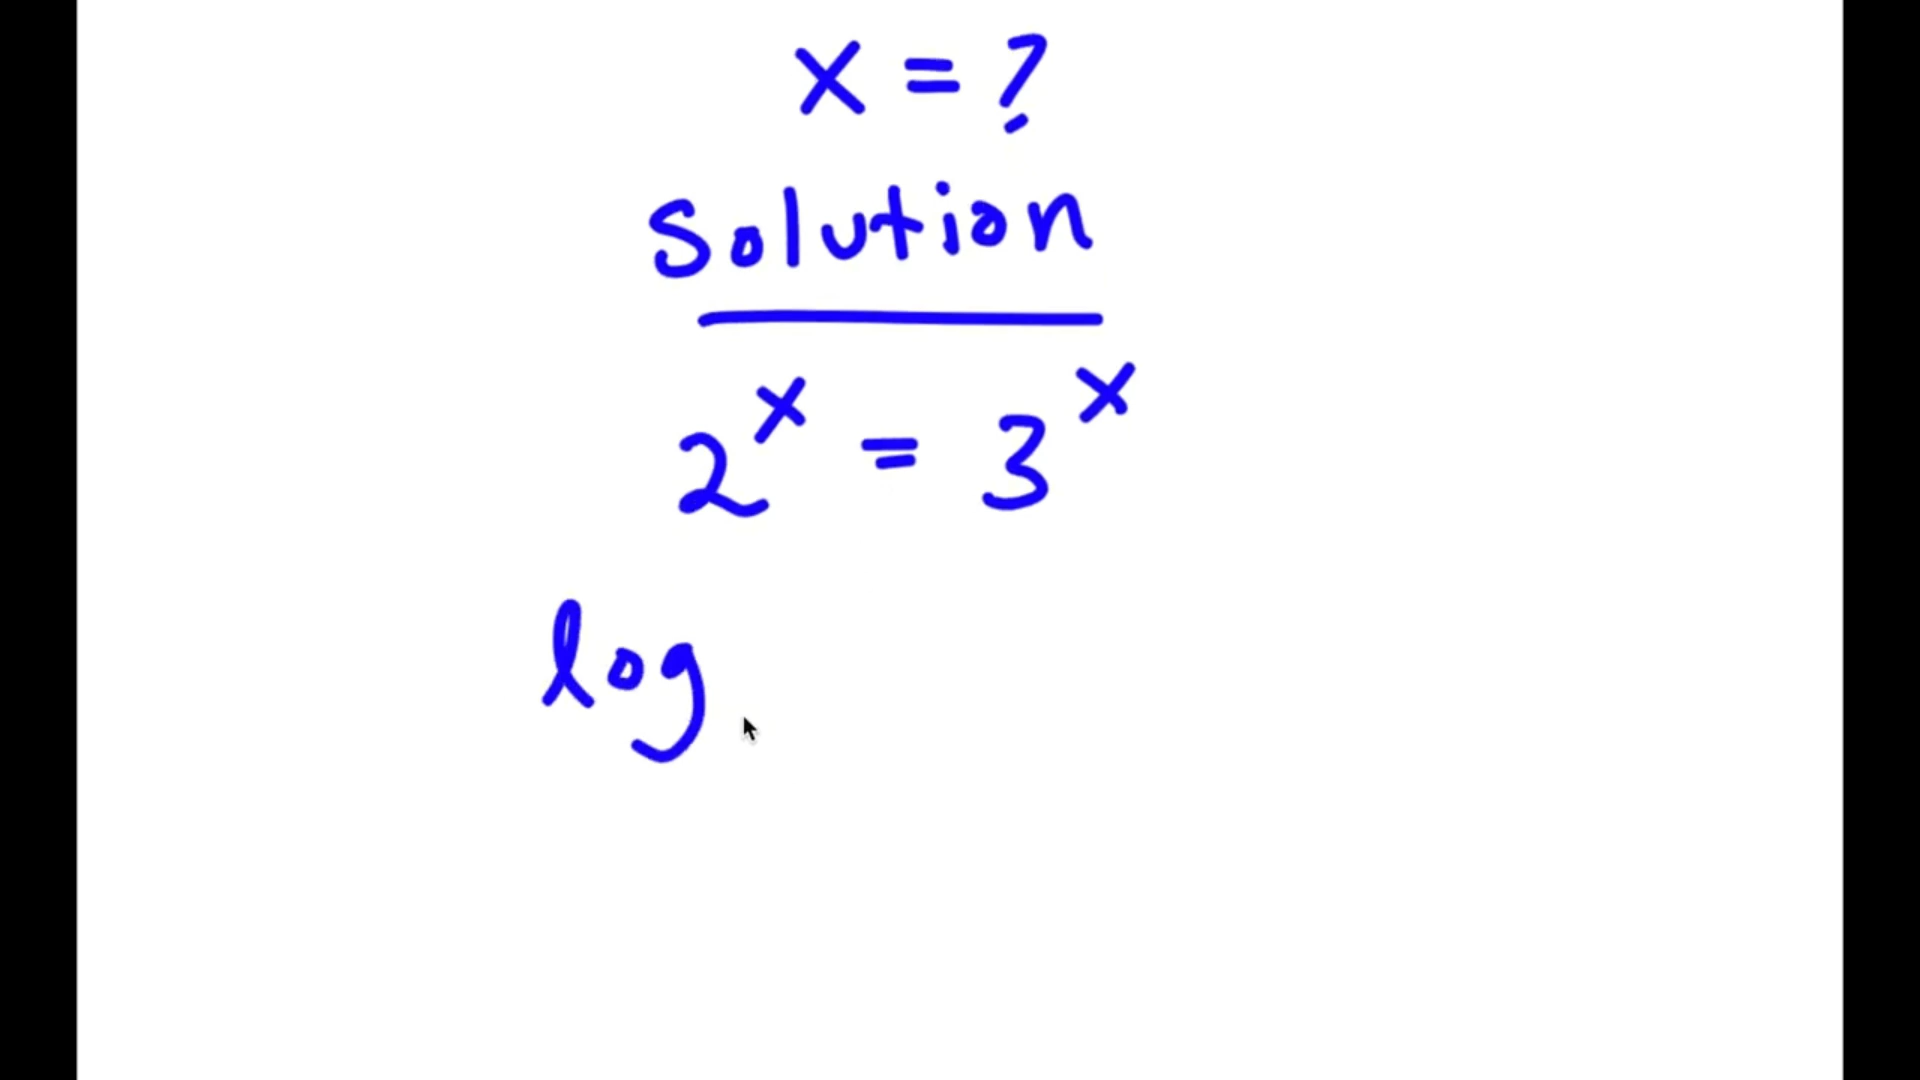 x = ?
Solution
2^x = 3^x
log